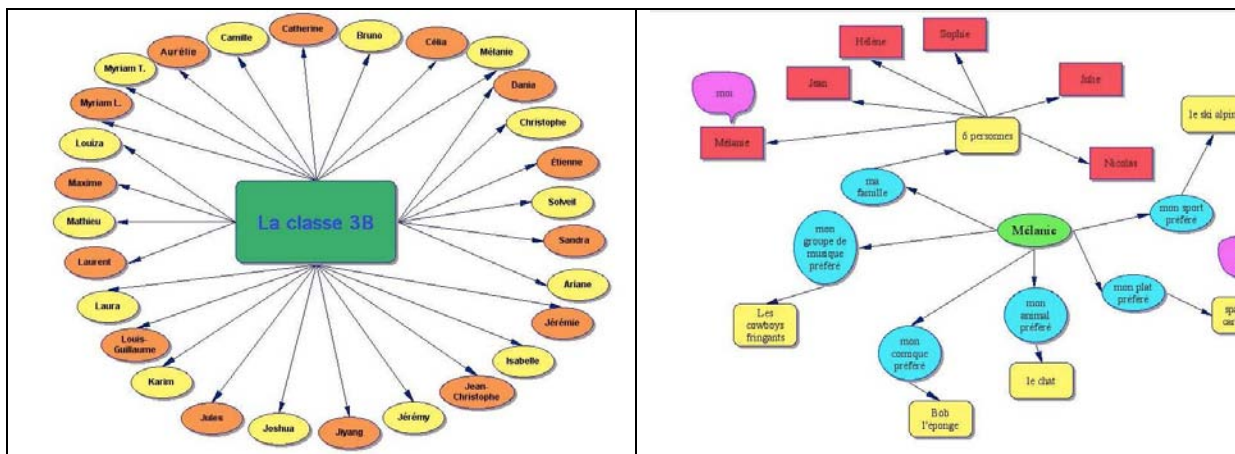 Catherine
Camille
Bruno
Célia
Aurélie
Mélanie
Myriam T.
Dania
Myriam L.
Christophe
Louiza
Étienne
Maxime
Solveil
Mathieu
La classe 3B
Sandra
Laurent
Ariane
Laura
Jérémie
Louis-
Guillaume
Isabelle
Karim
Jean-
Christophe
Jules
Joshua
Jiyang
Jérémy
Sophie
Hélène
Jean
Julie
moi
Mélanie
6 personnes
Nicolas
le ski alpin
ma
famille
mon sport
préféré
Mélanie
mon
groupe de
musique
préféré
mon plat
préféré
Les
cowboys
fringants
mon
animal
préféré
mon
comique
préféré
le chat
Bob
l'éponge